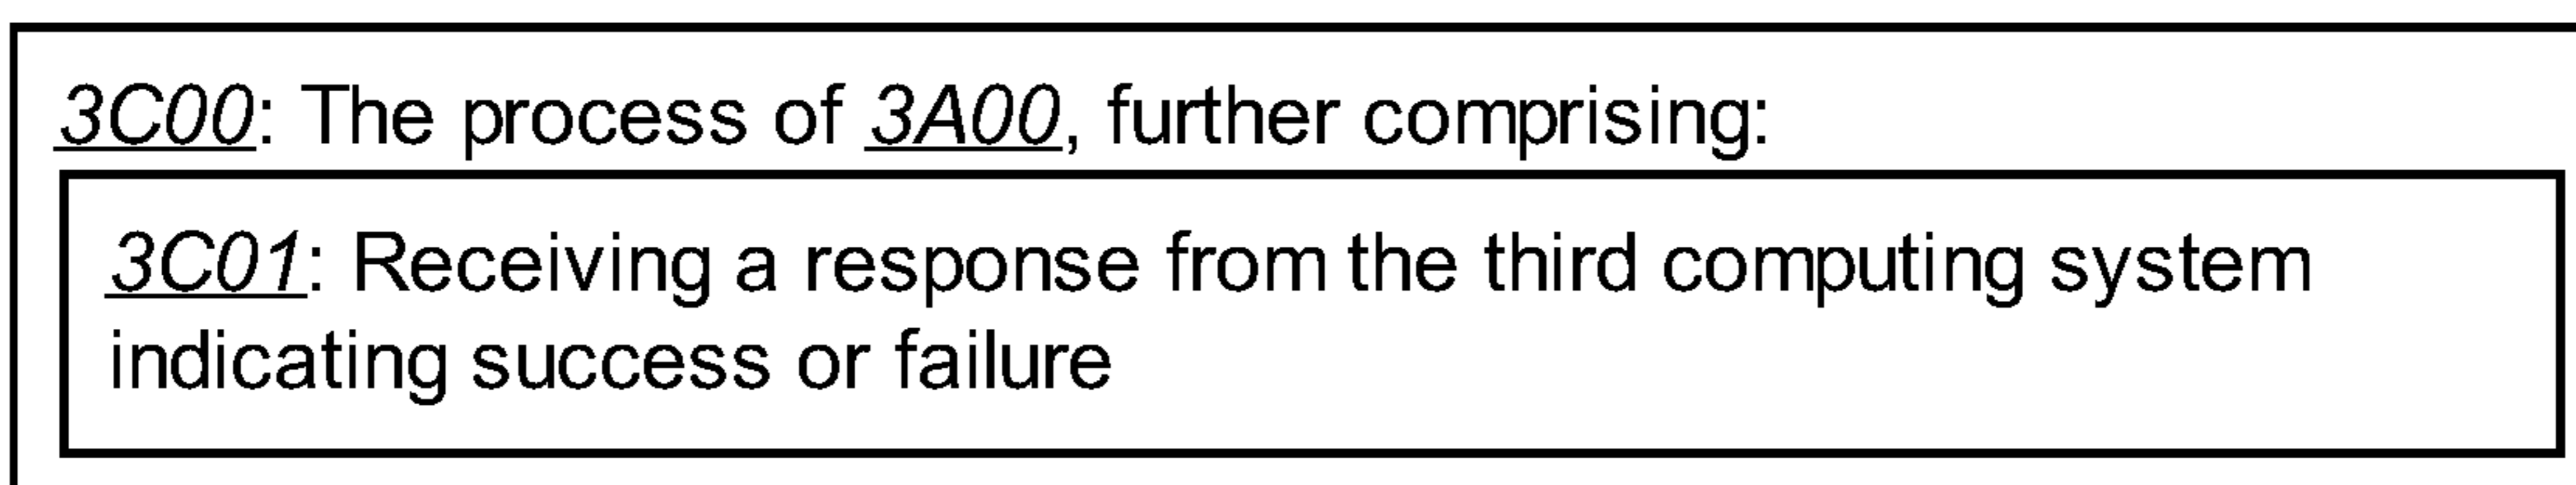 3C00: The process of 3A00, further comprising:
3C01: Receiving a response from the third computing system
indicating success or failure